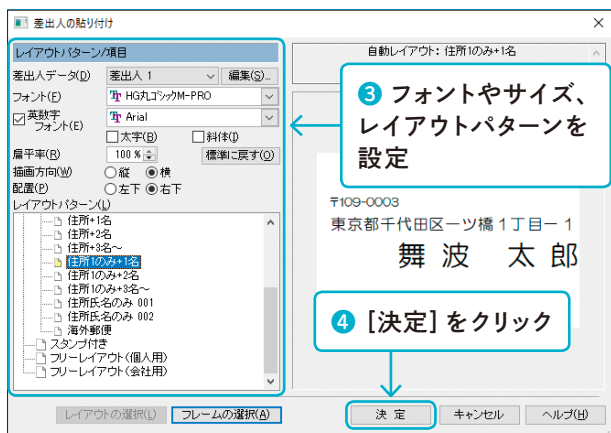 差出人の貼り付け
レイアウトパターン/項目
差出人データ(D) 差出人 1 編集(S)...
フォント(F) HG丸ゴシックM-PRO
英数字フォント(E) Arial
太字(B) 斜体(I)
扁平率(R) 100 % 標準に戻す(O)
描画方向(W) 縦 横
配置(P) 左下 右下
レイアウトパターン(L)
住所+1名
住所+2名
住所+3名~
住所1のみ+1名
住所1のみ+2名
住所1のみ+3名~
住所氏名のみ 001
住所氏名のみ 002
海外郵便
スタンプ付き
フリーレイアウト(個人用)
フリーレイアウト(会社用)
自動レイアウト: 住所1のみ+1名
❸ フォントやサイズ、
レイアウトパターンを
設定
〒109-0003
東京都千代田区一ツ橋1丁目-1
舞波 太郎
❹ [決定] をクリック
レイアウトの選択(L) フレームの選択(A) 決 定 キャンセル ヘルプ(H)